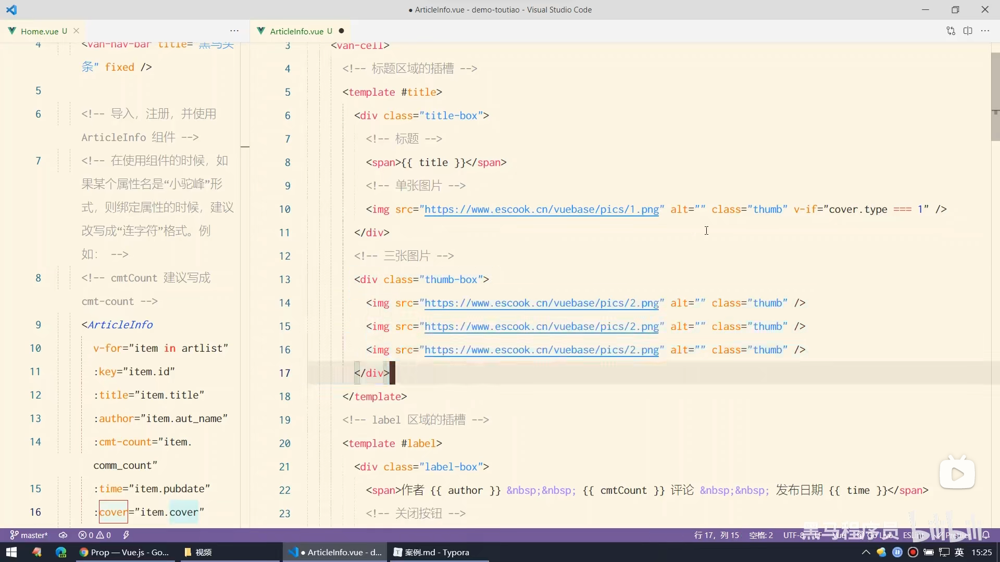 ● ArticleInfo.vue - demo-toutiao - Visual Studio Code
Home.vue U
ArticleInfo.vue U ●
4 <van-nav-bar title="黑马头
条" fixed />
5
6 <!-- 导入，注册，并使用
ArticleInfo 组件 -->
7 <!-- 在使用组件的时候，如
果某个属性名是“小驼峰”形
式，则绑定属性的时候，建议
改写成“连字符”格式。例
如： -->
8 <!-- cmtCount 建议写成
cmt-count -->
9 <ArticleInfo
10 v-for="item in artlist"
11 :key="item.id"
12 :title="item.title"
13 :author="item.aut_name"
14 :cmt-count="item.
comm_count"
15 :time="item.pubdate"
16 :cover="item.cover"
3 <van-cell>
4 <!-- 标题区域的插槽 -->
5 <template #title>
6 <div class="title-box">
7 <!-- 标题 -->
8 <span>{{ title }}</span>
9 <!-- 单张图片 -->
10 <img src="https://www.escook.cn/vuebase/pics/1.png" alt="" class="thumb" v-if="cover.type === 1" />
11 </div>
12 <!-- 三张图片 -->
13 <div class="thumb-box">
14 <img src="https://www.escook.cn/vuebase/pics/2.png" alt="" class="thumb" />
15 <img src="https://www.escook.cn/vuebase/pics/2.png" alt="" class="thumb" />
16 <img src="https://www.escook.cn/vuebase/pics/2.png" alt="" class="thumb" />
17 </div>
18 </template>
19 <!-- label 区域的插槽 -->
20 <template #label>
21 <div class="label-box">
22 <span>作者 {{ author }} &nbsp;&nbsp; {{ cmtCount }} 评论 &nbsp;&nbsp; 发布日期 {{ time }}</span>
23 <!-- 关闭按钮 -->
master* 0 0
行 17，列 15 空格: 2 UTF-8 LF Vue Go Live ESLint Prettier
黑马程序员 bilibili
Prop — Vue.js - Go...
视频
● ArticleInfo.vue - d...
案例.md - Typora
英 15:25